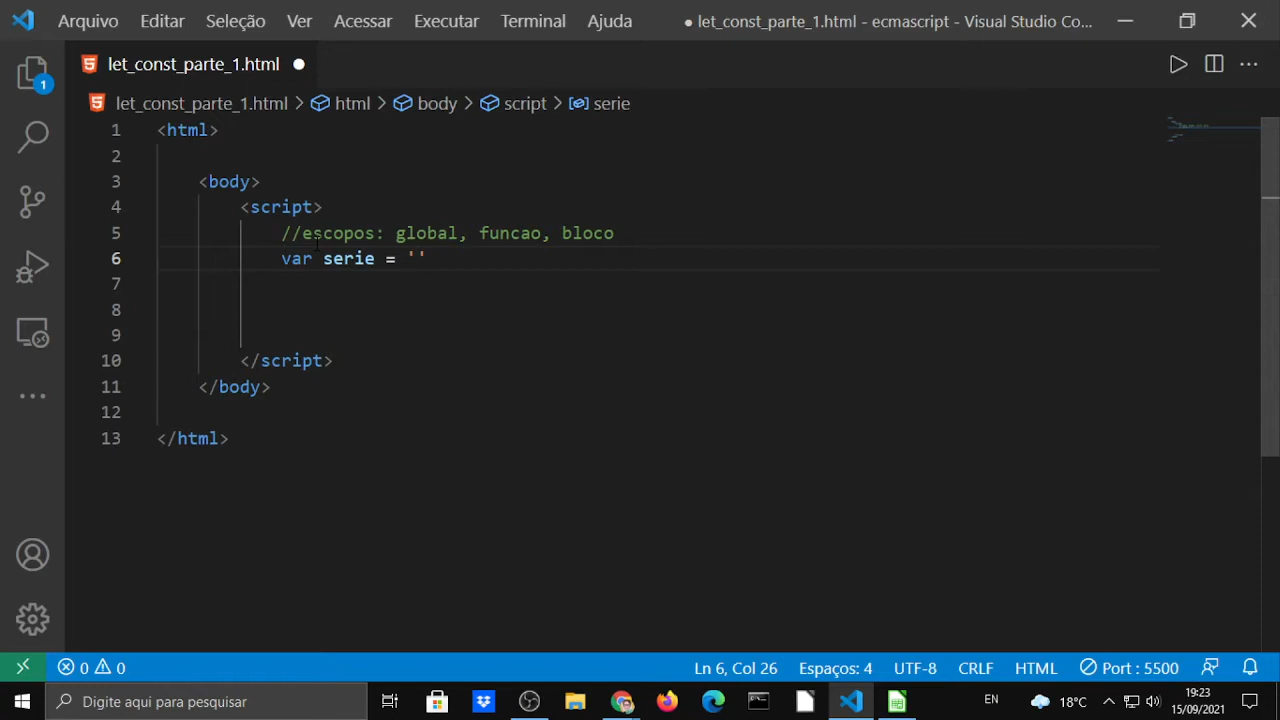 Arquivo Editar Seleção Ver Acessar Executar Terminal Ajuda ● let_const_parte_1.html - ecmascript - Visual Studio Co...
let_const_parte_1.html ●
1
let_const_parte_1.html > html > body > script > serie
1 <html>
2
3 <body>
4 <script>
5 //escopos: global, funcao, bloco
6 var serie = ''
7
8
9
10 </script>
11 </body>
12
13 </html>
0 0 Ln 6, Col 26 Espaços: 4 UTF-8 CRLF HTML Port : 5500
Digite aqui para pesquisar EN 18°C 19:23
15/09/2021